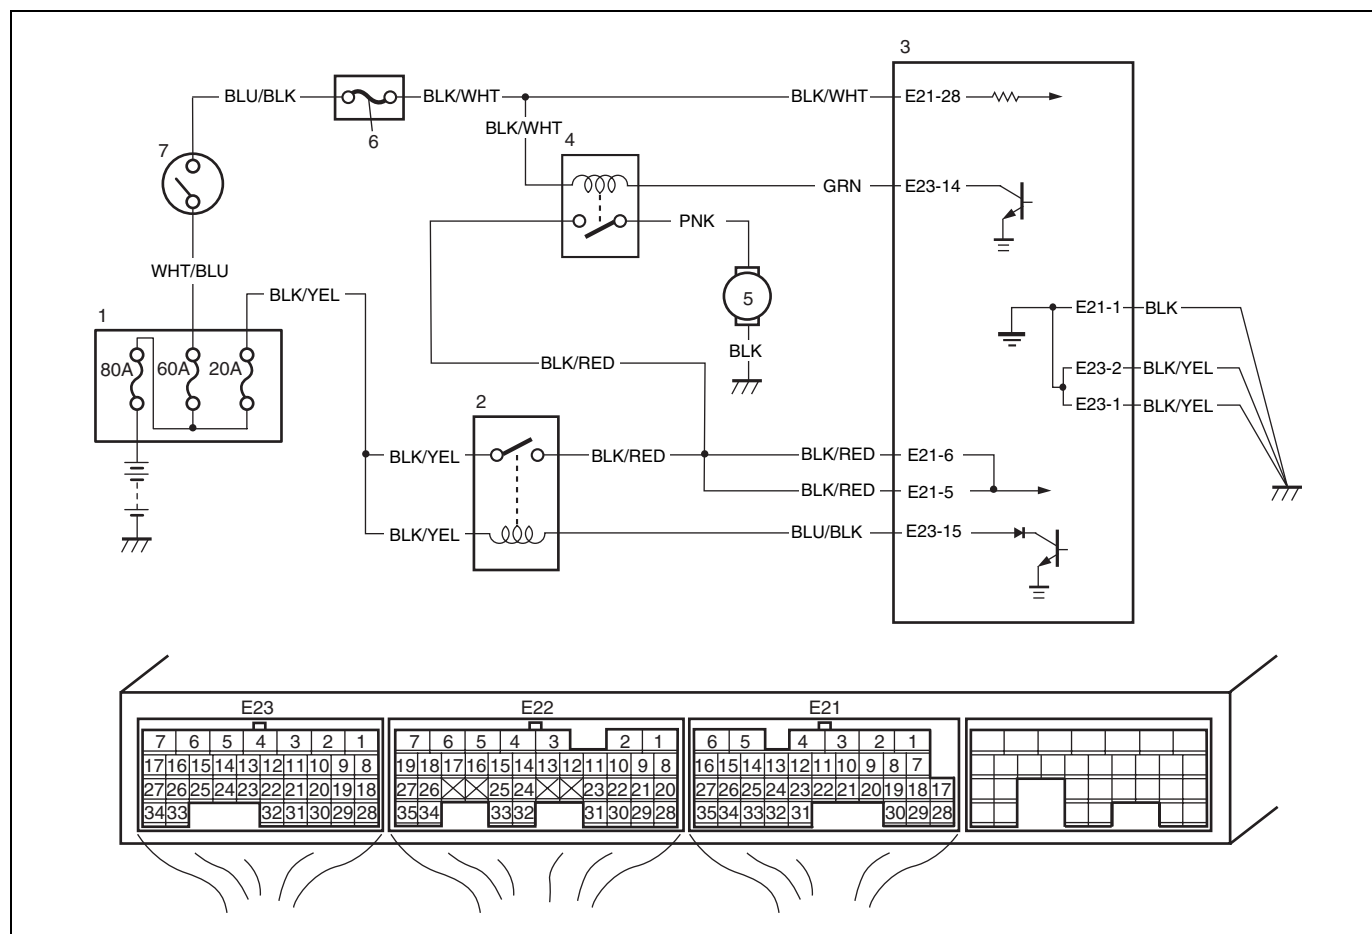 3
BLU/BLK
BLK/WHT
BLK/WHT
E21-28
6
BLK/WHT
4
7
GRN
E23-14
PNK
WHT/BLU
BLK/YEL
5
E21-1
BLK
1
BLK
80A
60A
20A
BLK/RED
E23-2
BLK/YEL
2
E23-1
BLK/YEL
BLK/YEL
BLK/RED
BLK/RED
E21-6
BLK/RED
E21-5
BLK/YEL
BLU/BLK
E23-15
E23
7 6 5 4 3 2 1
17 16 15 14 13 12 11 10 9 8
27 26 25 24 23 22 21 20 19 18
34 33 32 31 30 29 28
E22
7 6 5 4 3 2 1
19 18 17 16 15 14 13 12 11 10 9 8
27 26 25 24 23 22 21 20
35 34 33 32 31 30 29 28
E21
6 5 4 3 2 1
16 15 14 13 12 11 10 9 8 7
27 26 25 24 23 22 21 20 19 18 17
35 34 33 32 31 30 29 28